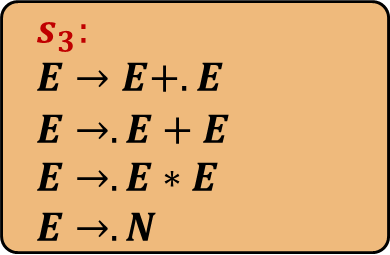 s₃:
E → E+. E
E →. E + E
E →. E ∗ E
E →. N